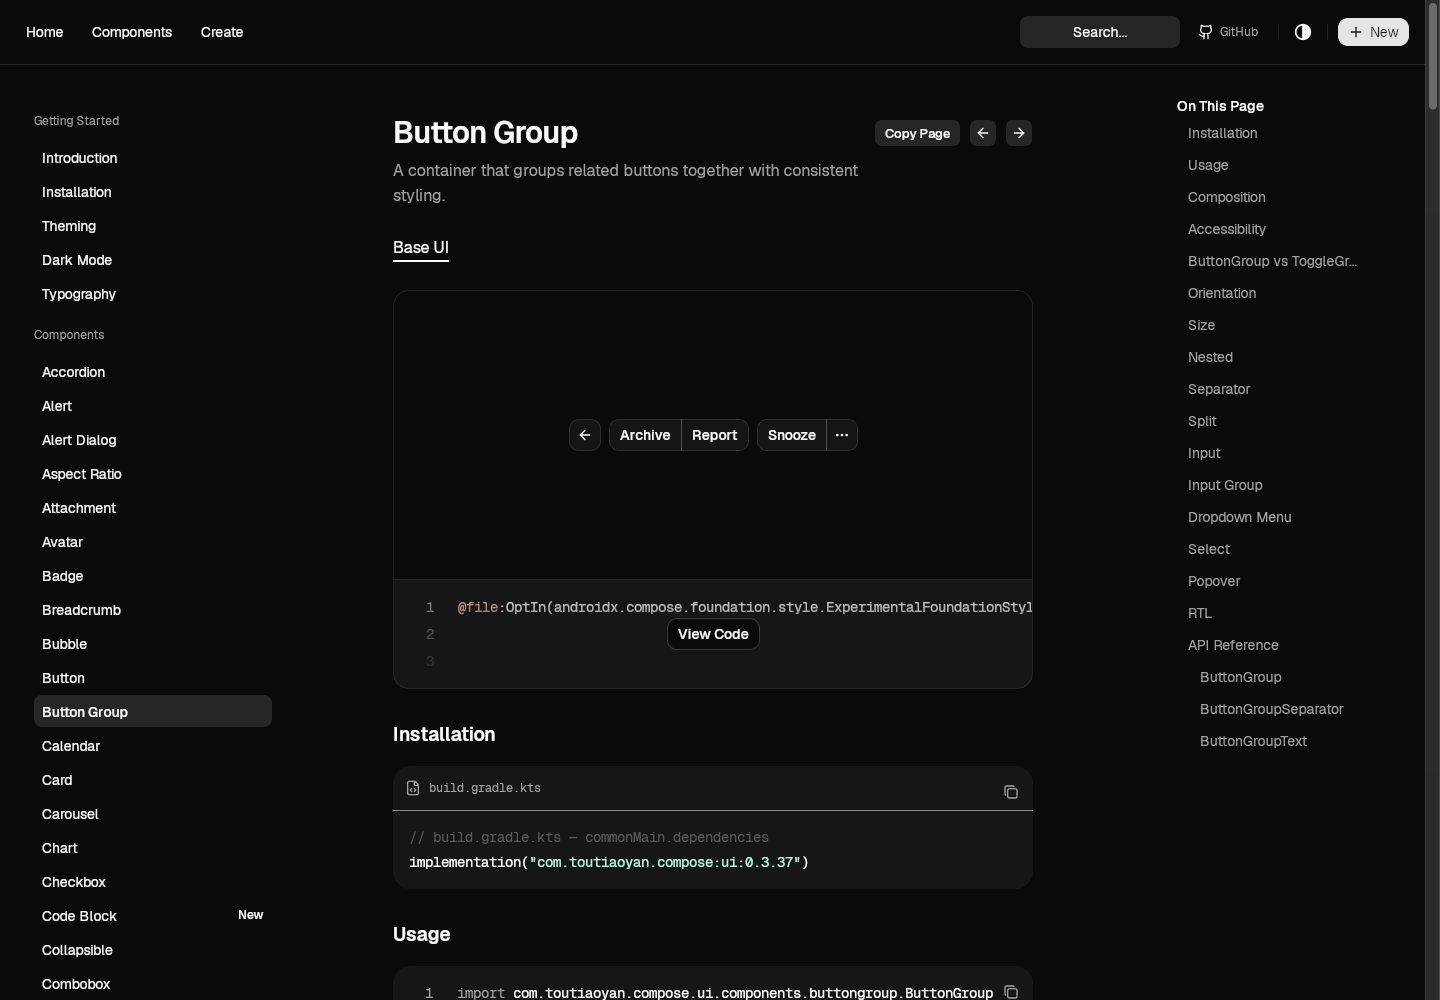 Home
Components
Create
Search...
GitHub
New
Getting Started
Introduction
Installation
Theming
Dark Mode
Typography
Components
Accordion
Alert
Alert Dialog
Aspect Ratio
Attachment
Avatar
Badge
Breadcrumb
Bubble
Button
Button Group
Calendar
Card
Carousel
Chart
Checkbox
Code Block
New
Collapsible
Combobox
Button Group
Copy Page
A container that groups related buttons together with consistent
styling.
Base UI
Archive
Report
Snooze
1 @file:OptIn(androidx.compose.foundation.style.ExperimentalFoundationStyl
2
View Code
3
Installation
build.gradle.kts
// build.gradle.kts — commonMain.dependencies
implementation("com.toutiaoyan.compose:ui:0.3.37")
Usage
1 import com.toutiaoyan.compose.ui.components.buttongroup.ButtonGroup
On This Page
Installation
Usage
Composition
Accessibility
ButtonGroup vs ToggleGr...
Orientation
Size
Nested
Separator
Split
Input
Input Group
Dropdown Menu
Select
Popover
RTL
API Reference
ButtonGroup
ButtonGroupSeparator
ButtonGroupText